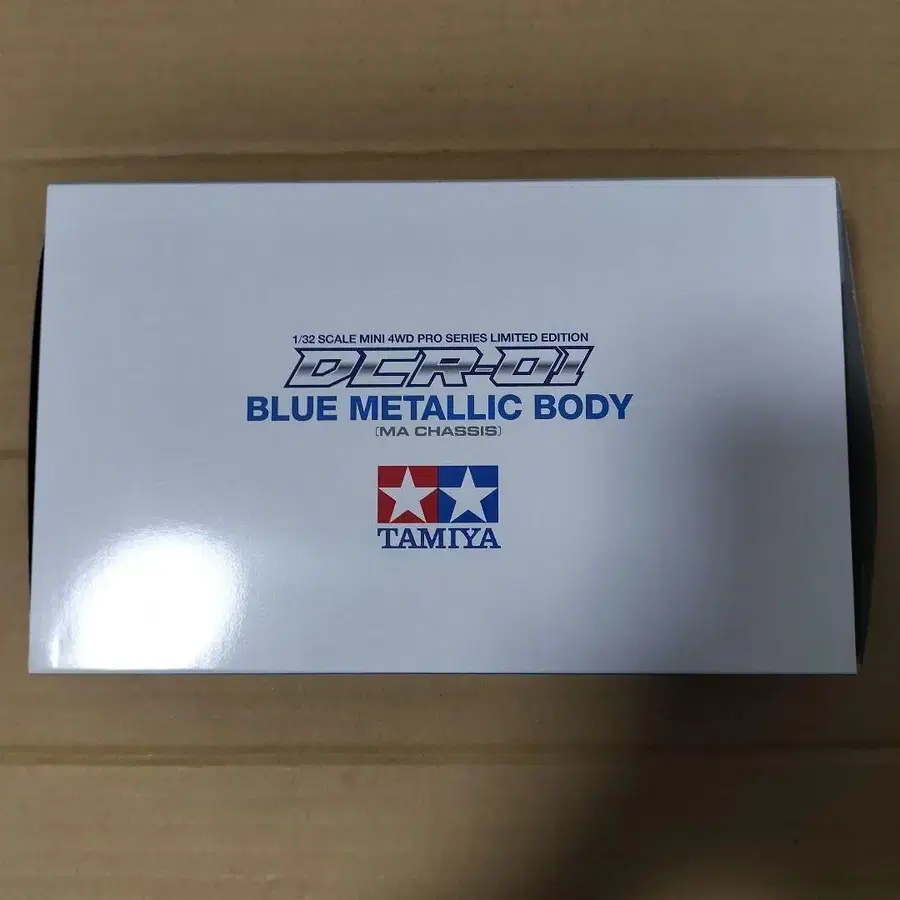 1/32 SCALE MINI 4WD PRO SERIES LIMITED EDITION
DCR-01
BLUE METALLIC BODY
(MA CHASSIS)
TAMIYA